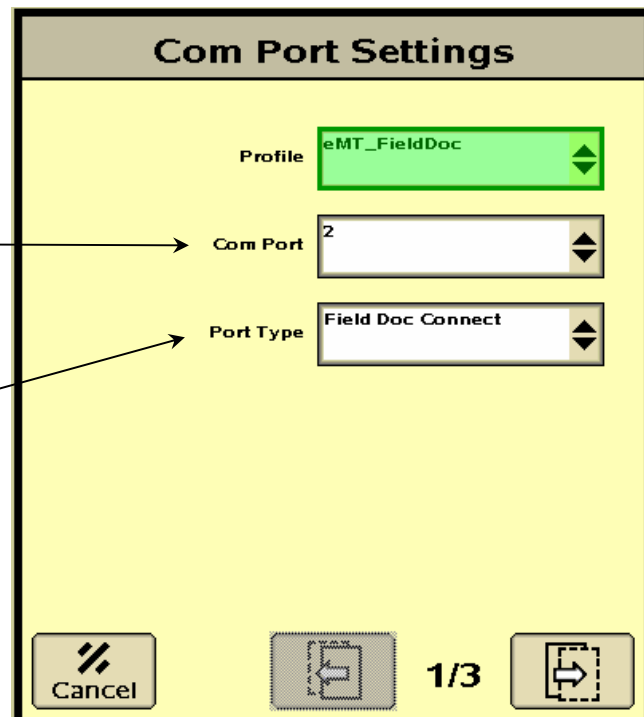 Com Port Settings
Profile
eMT_FieldDoc
Com Port
2
Port Type
Field Doc Connect
Cancel
1/3